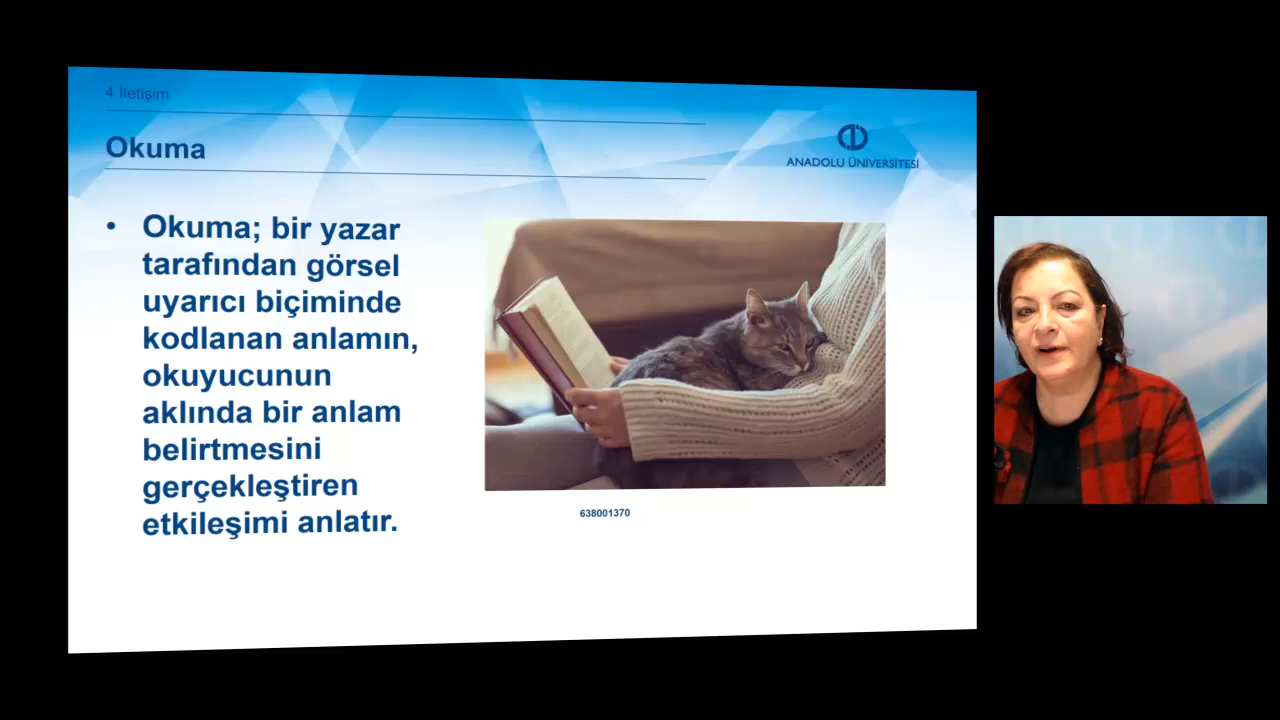 4 İletişim
Okuma
ANADOLU ÜNİVERSİTESİ
• Okuma; bir yazar
tarafından görsel
uyarıcı biçiminde
kodlanan anlamın,
okuyucunun
aklında bir anlam
belirtmesini
gerçekleştiren
etkileşimi anlatır.
638001370